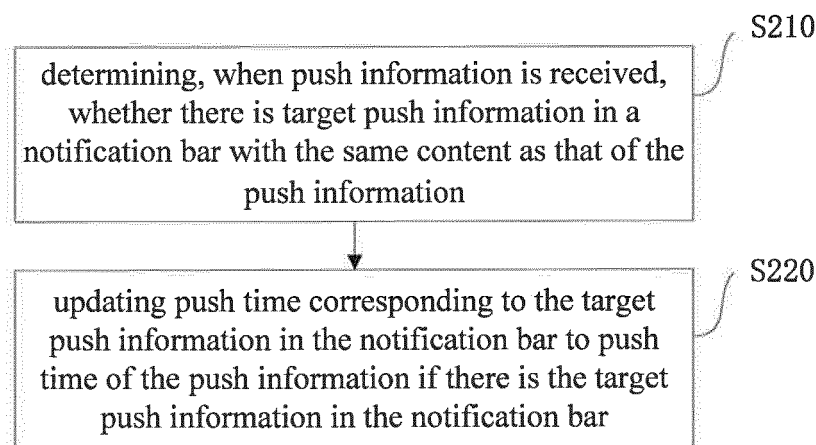 S210
determining, when push information is received,
whether there is target push information in a
notification bar with the same content as that of the
push information
S220
updating push time corresponding to the target
push information in the notification bar to push
time of the push information if there is the target
push information in the notification bar